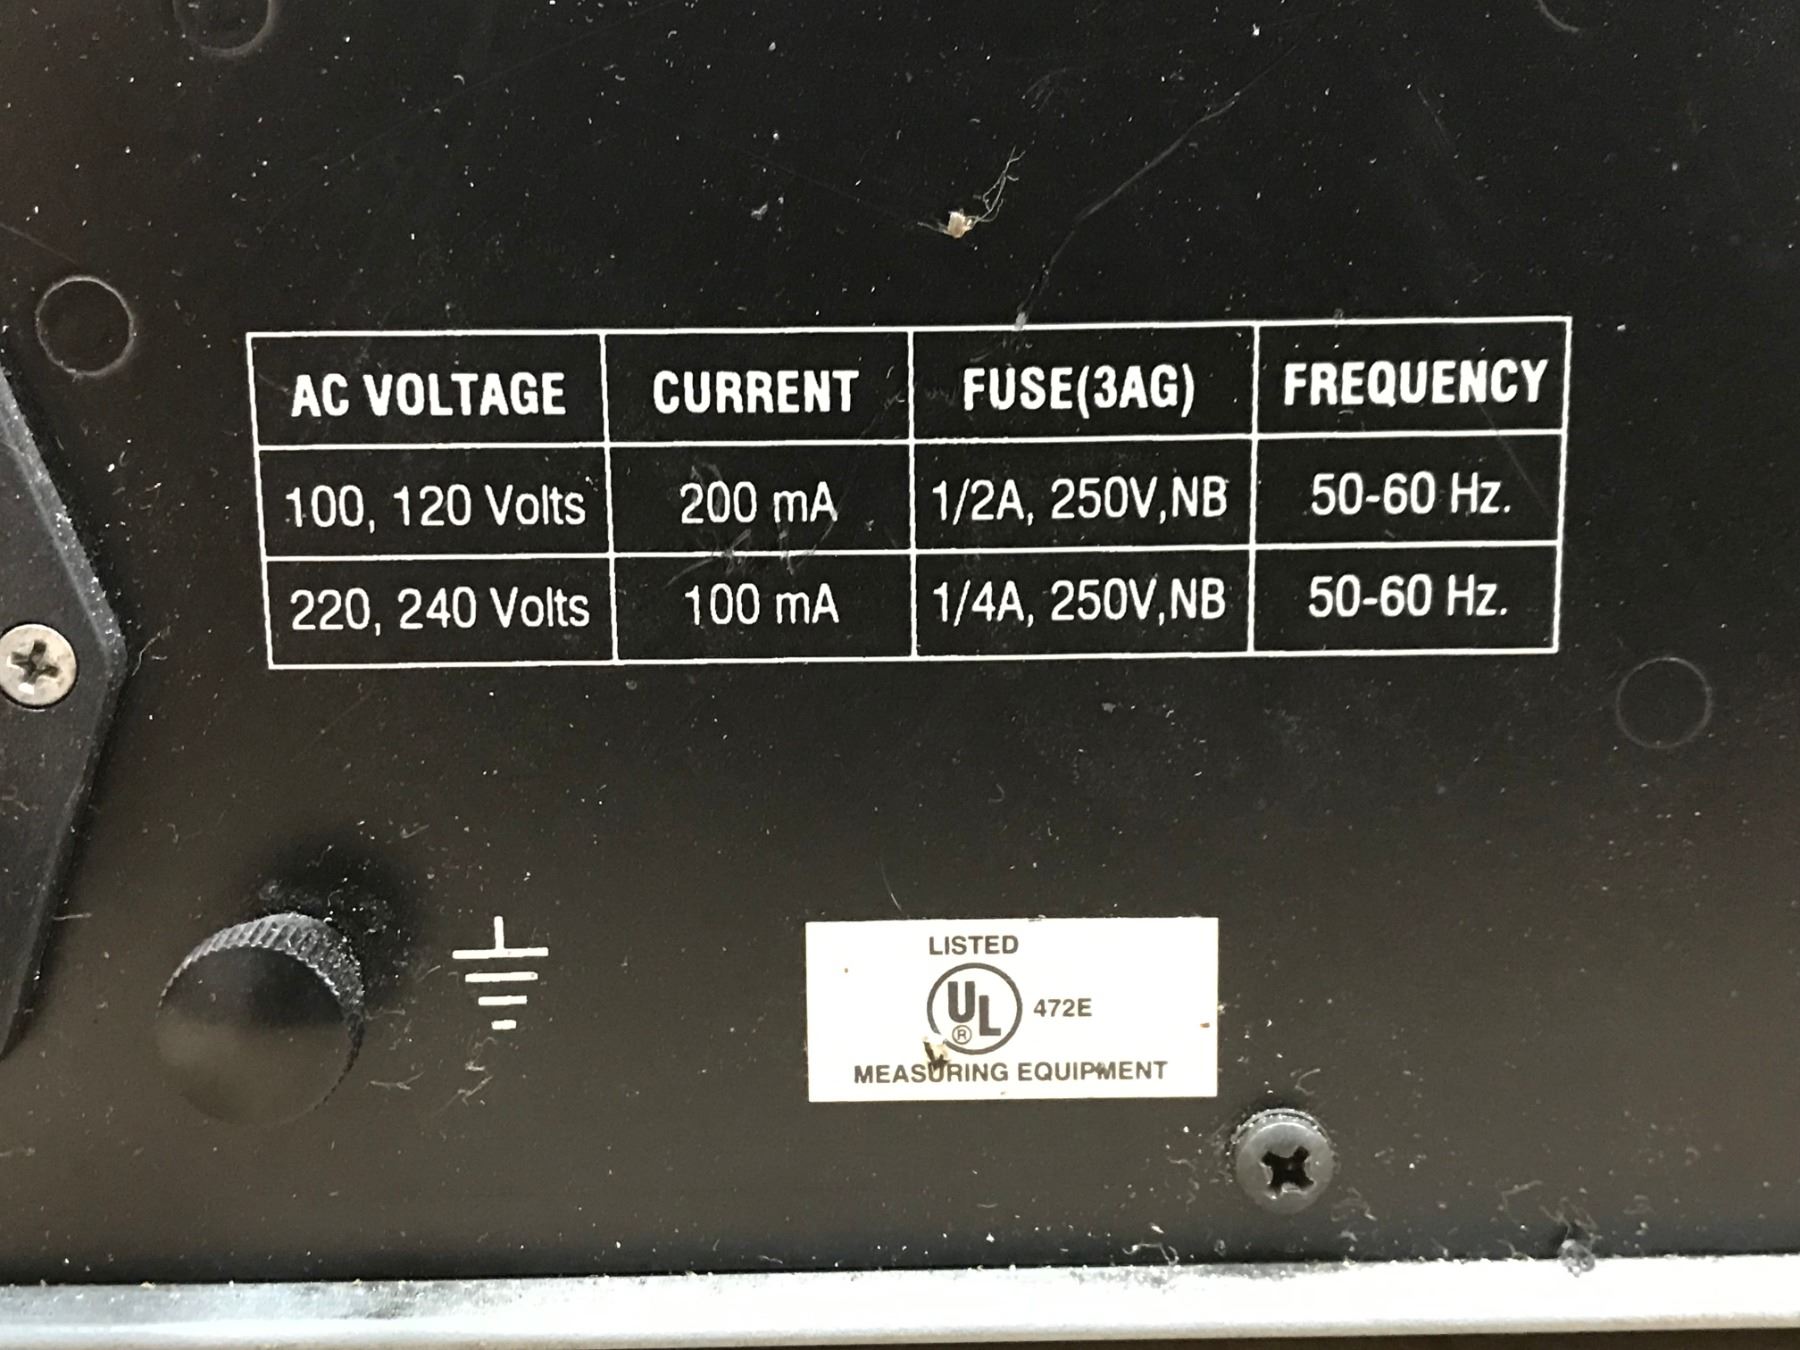 AC VOLTAGE CURRENT FUSE(3AG) FREQUENCY
100, 120 Volts 200 mA 1/2A, 250V,NB 50-60 Hz.
220, 240 Volts 100 mA 1/4A, 250V,NB 50-60 Hz.
LISTED
UL ® 472E
MEASURING EQUIPMENT